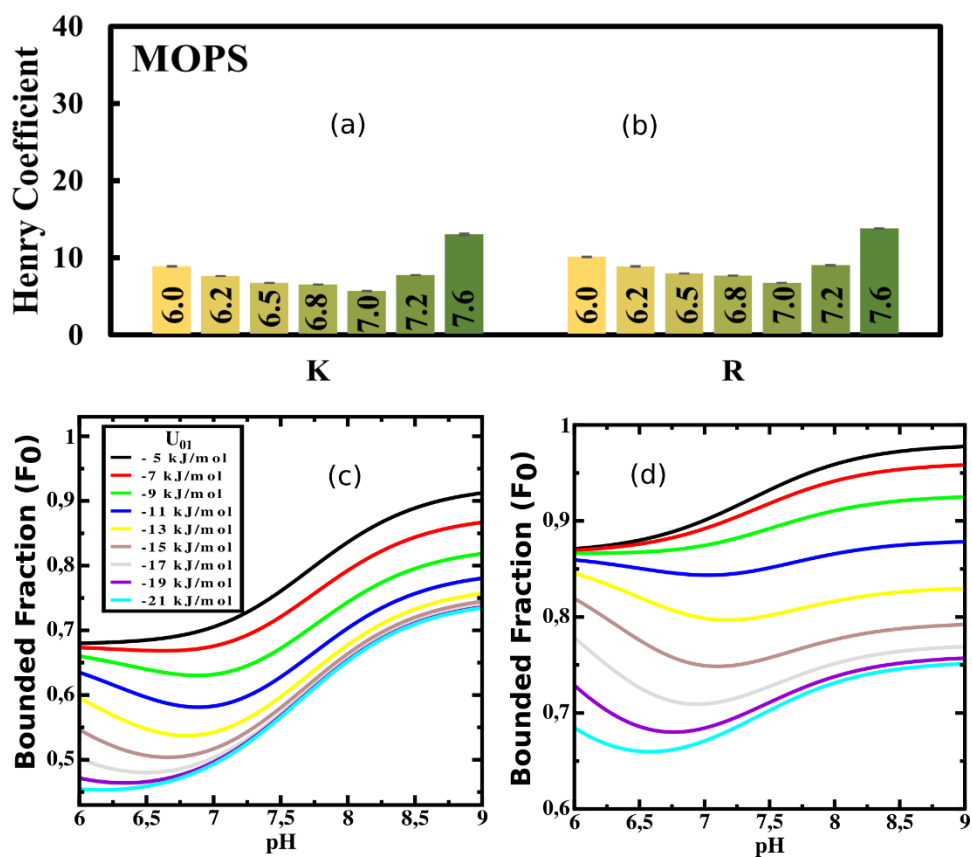 40
30
20
10
0
Henry Coefficient
MOPS
(a)
(b)
6.0 6.2 6.5 6.8 7.0 7.2 7.6
6.0 6.2 6.5 6.8 7.0 7.2 7.6
K
R
Bounded Fraction (F0)
1
0,9
0,8
0,7
0,6
0,5
U01
- 5 kJ/mol
-7 kJ/mol
-9 kJ/mol
-11 kJ/mol
-13 kJ/mol
-15 kJ/mol
-17 kJ/mol
-19 kJ/mol
-21 kJ/mol
(c)
6 6,5 7 7,5 8 8,5 9
pH
Bounded Fraction (F0)
1
0,9
0,8
0,7
0,6
(d)
6 6,5 7 7,5 8 8,5 9
pH